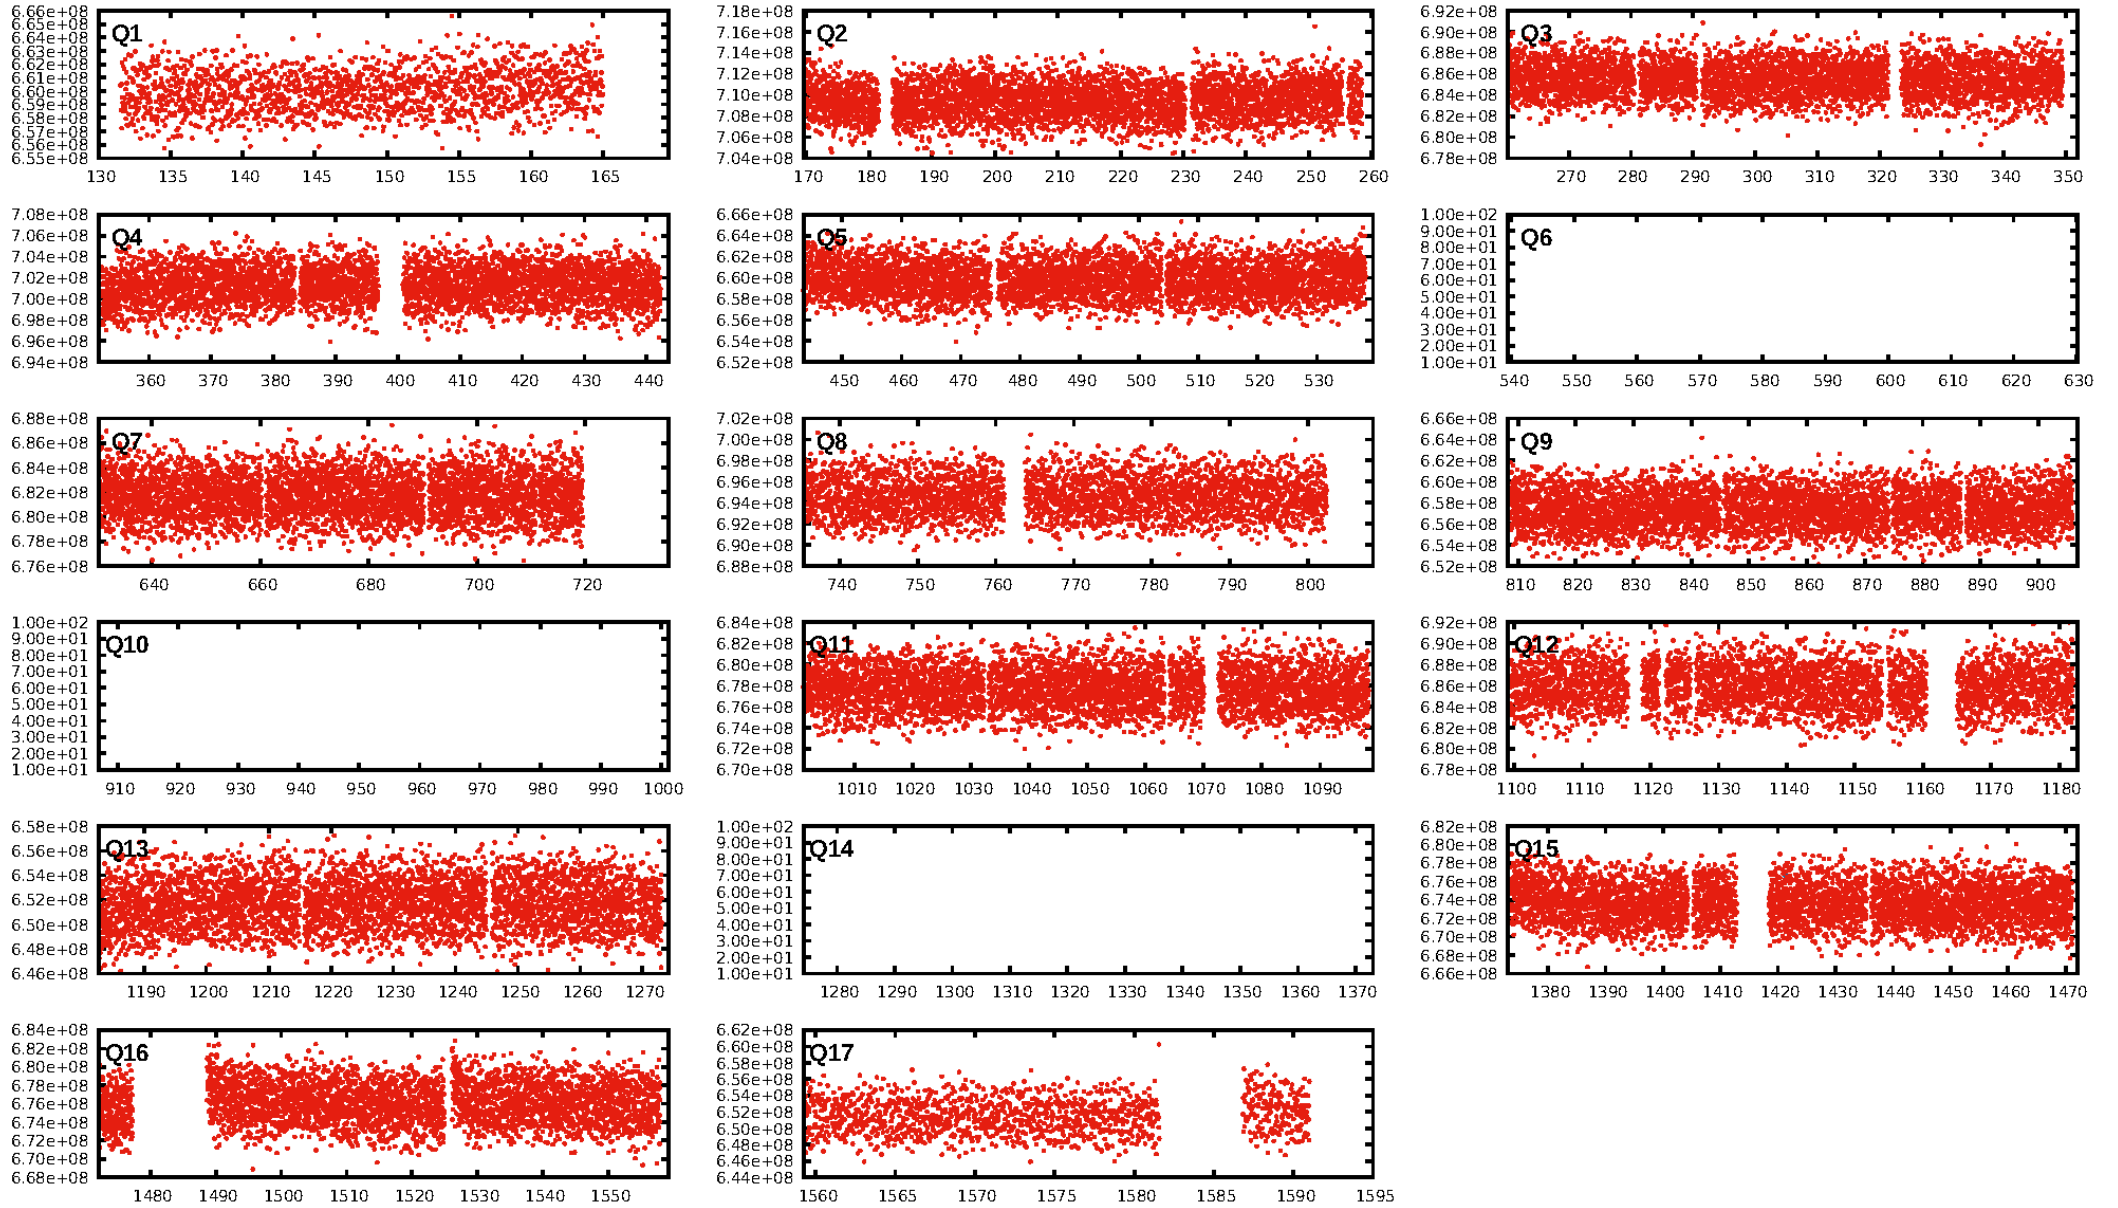 6.66e+08
6.65e+08
Q1
6.64e+08
6.63e+08
6.62e+08
6.61e+08
6.60e+08
6.59e+08
6.58e+08
6.57e+08
6.56e+08
6.55e+08
130 135 140 145 150 155 160 165
7.18e+08
Q2
7.16e+08
7.14e+08
7.12e+08
7.10e+08
7.08e+08
7.06e+08
7.04e+08
170 180 190 200 210 220 230 240 250 260
6.92e+08
Q3
6.90e+08
6.88e+08
6.86e+08
6.84e+08
6.82e+08
6.80e+08
6.78e+08
270 280 290 300 310 320 330 340 350
7.08e+08
Q4
7.06e+08
7.04e+08
7.02e+08
7.00e+08
6.98e+08
6.96e+08
6.94e+08
360 370 380 390 400 410 420 430 440
6.66e+08
Q5
6.64e+08
6.62e+08
6.60e+08
6.58e+08
6.56e+08
6.54e+08
6.52e+08
450 460 470 480 490 500 510 520 530
1.00e+02
Q6
9.00e+01
8.00e+01
7.00e+01
6.00e+01
5.00e+01
4.00e+01
3.00e+01
2.00e+01
1.00e+01
540 550 560 570 580 590 600 610 620 630
6.88e+08
Q7
6.86e+08
6.84e+08
6.82e+08
6.80e+08
6.78e+08
6.76e+08
640 660 680 700 720
7.02e+08
Q8
7.00e+08
6.98e+08
6.96e+08
6.94e+08
6.92e+08
6.90e+08
6.88e+08
740 750 760 770 780 790 800
6.66e+08
Q9
6.64e+08
6.62e+08
6.60e+08
6.58e+08
6.56e+08
6.54e+08
6.52e+08
810 820 830 840 850 860 870 880 890 900
1.00e+02
Q10
9.00e+01
8.00e+01
7.00e+01
6.00e+01
5.00e+01
4.00e+01
3.00e+01
2.00e+01
1.00e+01
910 920 930 940 950 960 970 980 990 1000
6.84e+08
Q11
6.82e+08
6.80e+08
6.78e+08
6.76e+08
6.74e+08
6.72e+08
6.70e+08
1010 1020 1030 1040 1050 1060 1070 1080 1090
6.92e+08
Q12
6.90e+08
6.88e+08
6.86e+08
6.84e+08
6.82e+08
6.80e+08
6.78e+08
1100 1110 1120 1130 1140 1150 1160 1170 1180
6.58e+08
Q13
6.56e+08
6.54e+08
6.52e+08
6.50e+08
6.48e+08
6.46e+08
1190 1200 1210 1220 1230 1240 1250 1260 1270
1.00e+02
Q14
9.00e+01
8.00e+01
7.00e+01
6.00e+01
5.00e+01
4.00e+01
3.00e+01
2.00e+01
1.00e+01
1280 1290 1300 1310 1320 1330 1340 1350 1360 1370
6.82e+08
Q15
6.80e+08
6.78e+08
6.76e+08
6.74e+08
6.72e+08
6.70e+08
6.68e+08
6.66e+08
1380 1390 1400 1410 1420 1430 1440 1450 1460 1470
6.84e+08
Q16
6.82e+08
6.80e+08
6.78e+08
6.76e+08
6.74e+08
6.72e+08
6.70e+08
6.68e+08
1480 1490 1500 1510 1520 1530 1540 1550
6.62e+08
Q17
6.60e+08
6.58e+08
6.56e+08
6.54e+08
6.52e+08
6.50e+08
6.48e+08
6.46e+08
6.44e+08
1560 1565 1570 1575 1580 1585 1590 1595